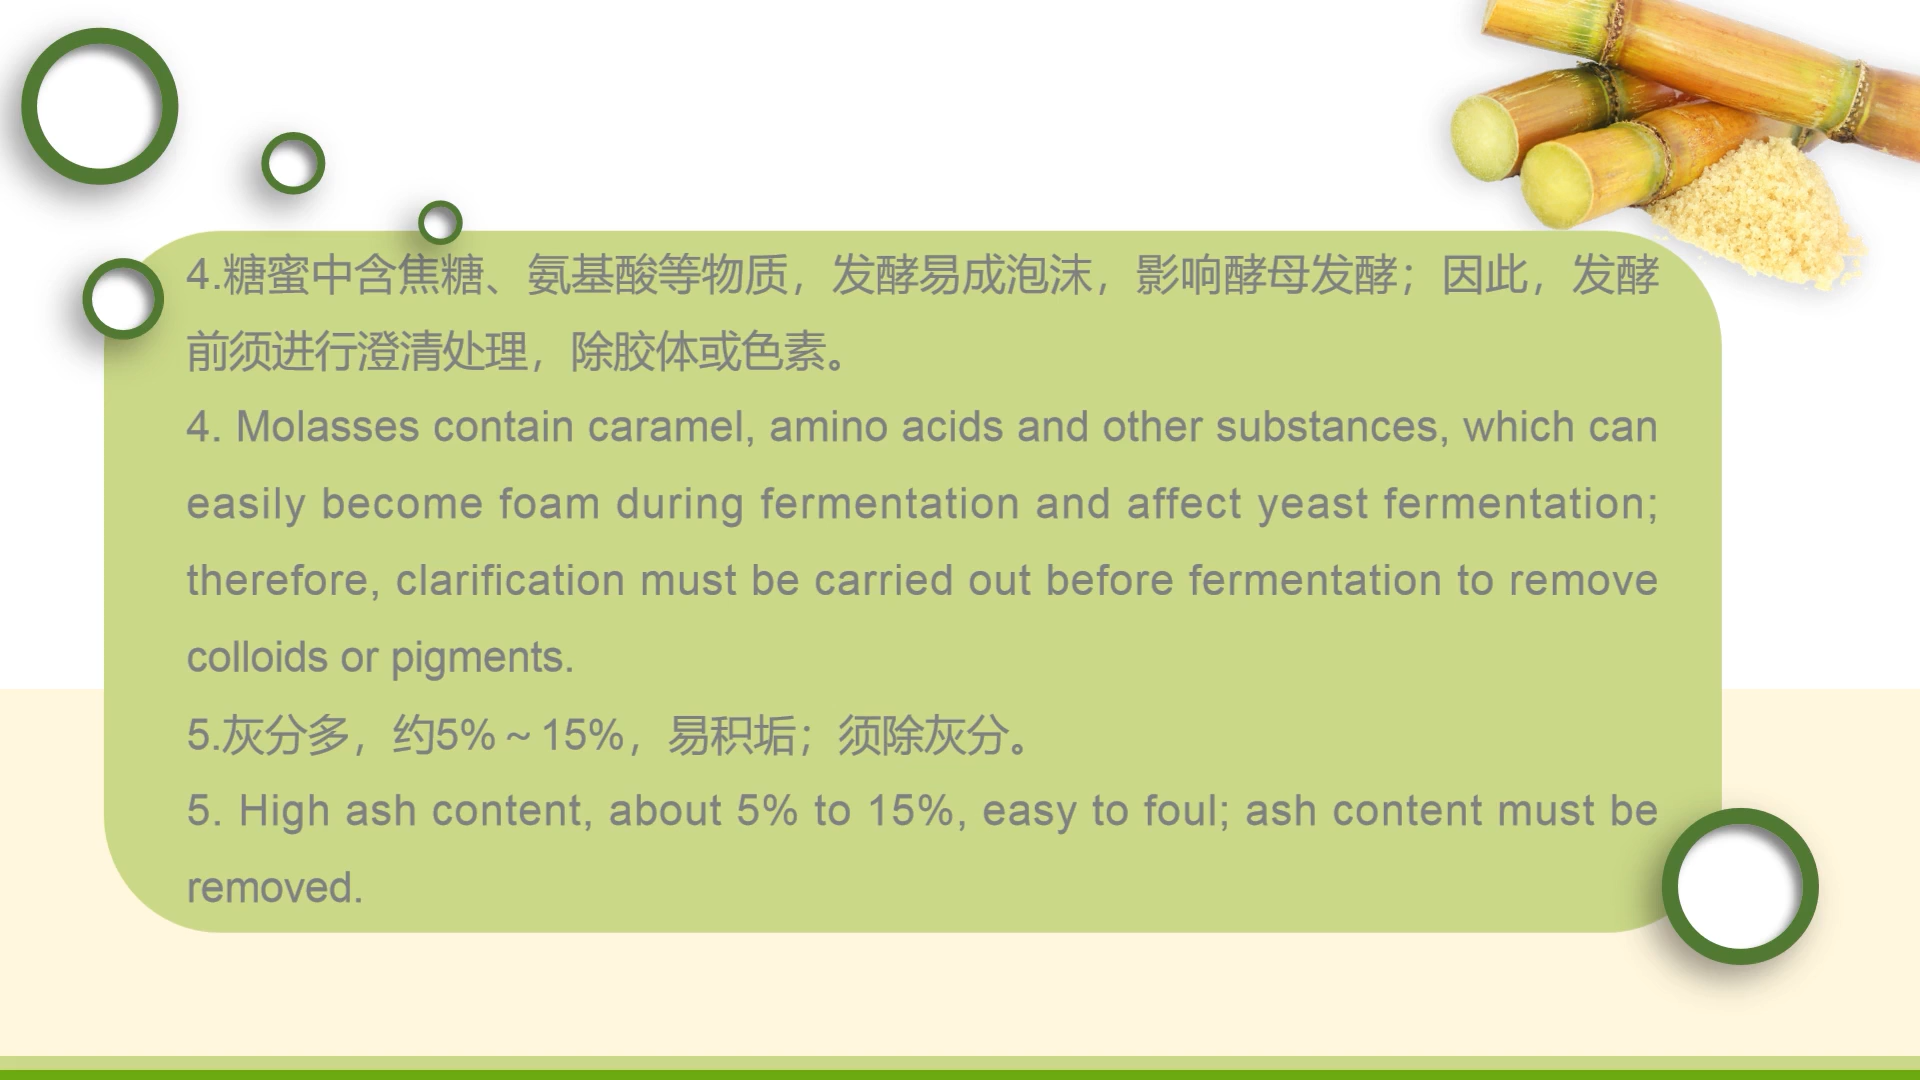 4.糖蜜中含焦糖、氨基酸等物质，发酵易成泡沫，影响酵母发酵；因此，发酵
前须进行澄清处理，除胶体或色素。
4. Molasses contain caramel, amino acids and other substances, which can
easily become foam during fermentation and affect yeast fermentation;
therefore, clarification must be carried out before fermentation to remove
colloids or pigments.
5.灰分多，约5%～15%，易积垢；须除灰分。
5. High ash content, about 5% to 15%, easy to foul; ash content must be
removed.